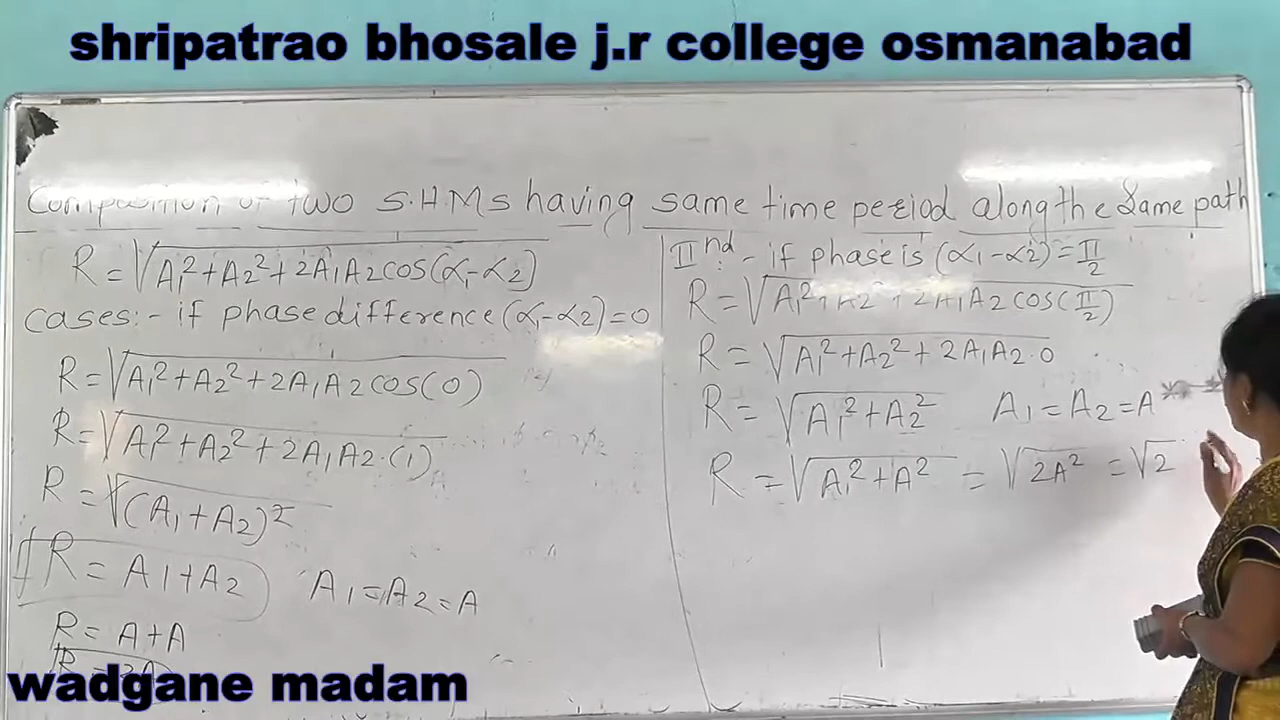 shripatrao bhosale j.r college osmanabad
Composition of two S.H.Ms having same time period along the Same path
R = √A₁²+A₂²+2A₁A₂cos(α₁-α₂)
cases:- if phase difference (α₁-α₂)=0
R=√A₁²+A₂²+2A₁A₂cos(0)
R=√A₁²+A₂²+2A₁A₂.(1)
R = √(A₁+A₂)²
R = A₁+A₂ A₁=A₂=A
R = A+A
R = 2A
IInd :- if phase is (α₁-α₂)=π/2
R=√A₁²+A₂²+2A₁A₂cos(π/2)
R = √A₁²+A₂²+2A₁A₂.0
R = √A₁²+A₂² A₁=A₂=A
R = √A₁²+A² = √2A² = √2
wadgane madam